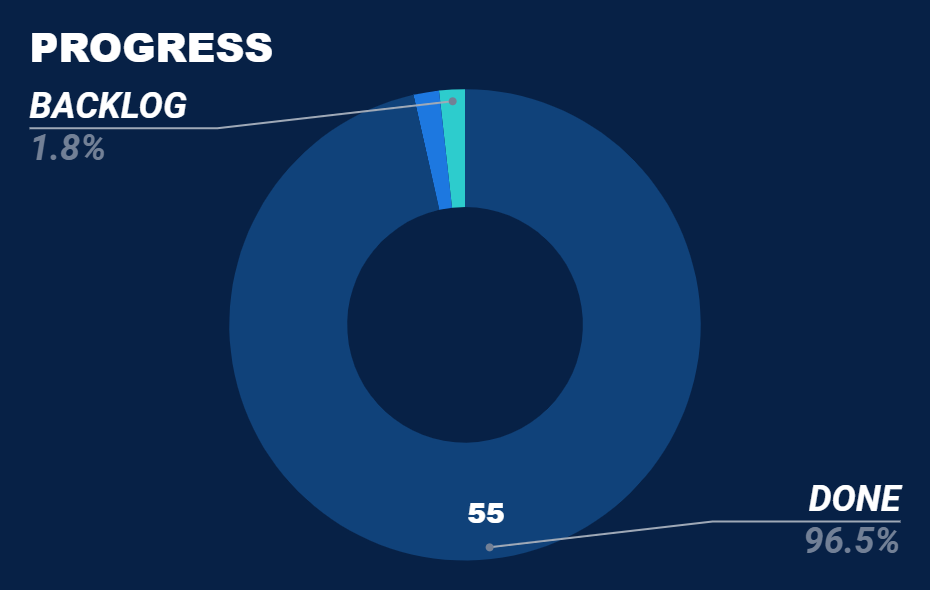 PROGRESS
BACKLOG
1.8%
55
DONE
96.5%